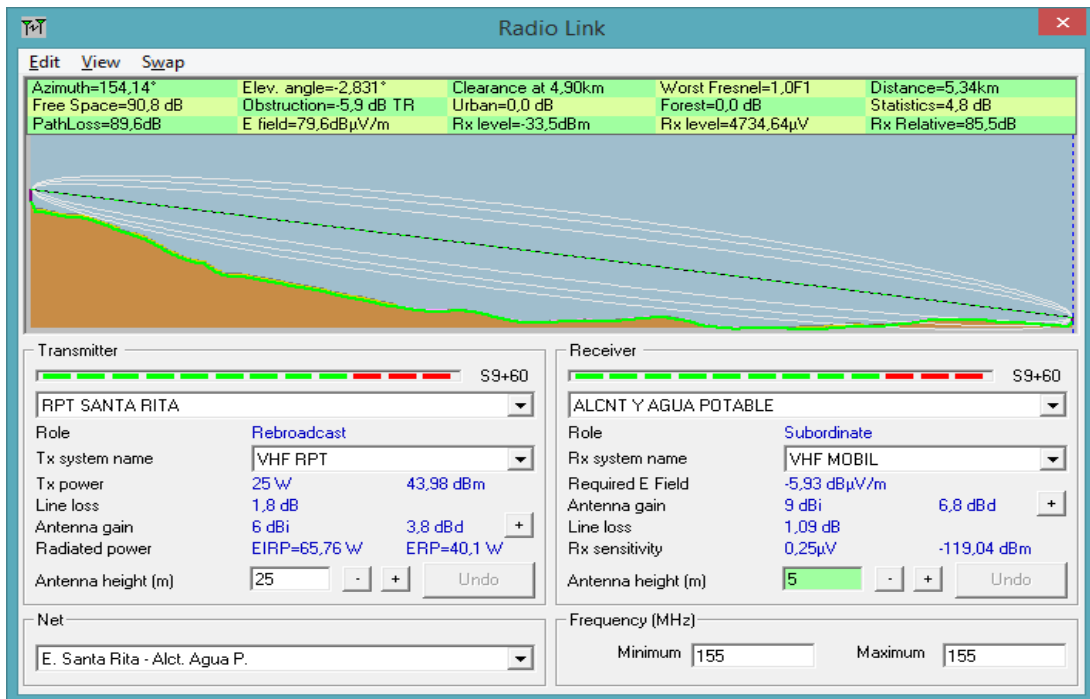 Radio Link
Edit View Swap
Azimuth=154,14° Elev. angle=-2,831° Clearance at 4,90km Worst Fresnel=1,0F1 Distance=5,34km
Free Space=90,8 dB Obstruction=-5,9 dB TR Urban=0,0 dB Forest=0,0 dB Statistics=4,8 dB
PathLoss=89,6dB E field=79,6dBµV/m Rx level=-33,5dBm Rx level=4734,64µV Rx Relative=85,5dB
Transmitter
S9+60
RPT SANTA RITA
Role Rebroadcast
Tx system name VHF RPT
Tx power 25 W 43,98 dBm
Line loss 1,8 dB
Antenna gain 6 dBi 3,8 dBd +
Radiated power EIRP=65,76 W ERP=40,1 W
Antenna height (m) 25 - + Undo
Net
E. Santa Rita - Alct. Agua P.
Receiver
S9+60
ALCNT Y AGUA POTABLE
Role Subordinate
Rx system name VHF MOBIL
Required E Field -5,93 dBµV/m
Antenna gain 9 dBi 6,8 dBd +
Line loss 1,09 dB
Rx sensitivity 0,25µV -119,04 dBm
Antenna height (m) 5 - + Undo
Frequency (MHz)
Minimum 155 Maximum 155